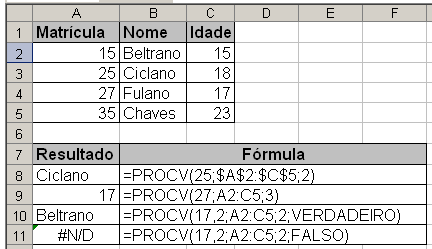 A B C D E F
1 Matrícula Nome Idade
2 15 Beltrano 15
3 25 Ciclano 18
4 27 Fulano 17
5 35 Chaves 23
6
7 Resultado Fórmula
8 Ciclano =PROCV(25;$A$2:$C$5;2)
9 17 =PROCV(27;A2:C5;3)
10 Beltrano =PROCV(17,2;A2:C5;2;VERDADEIRO)
11 #N/D =PROCV(17,2;A2:C5;2;FALSO)